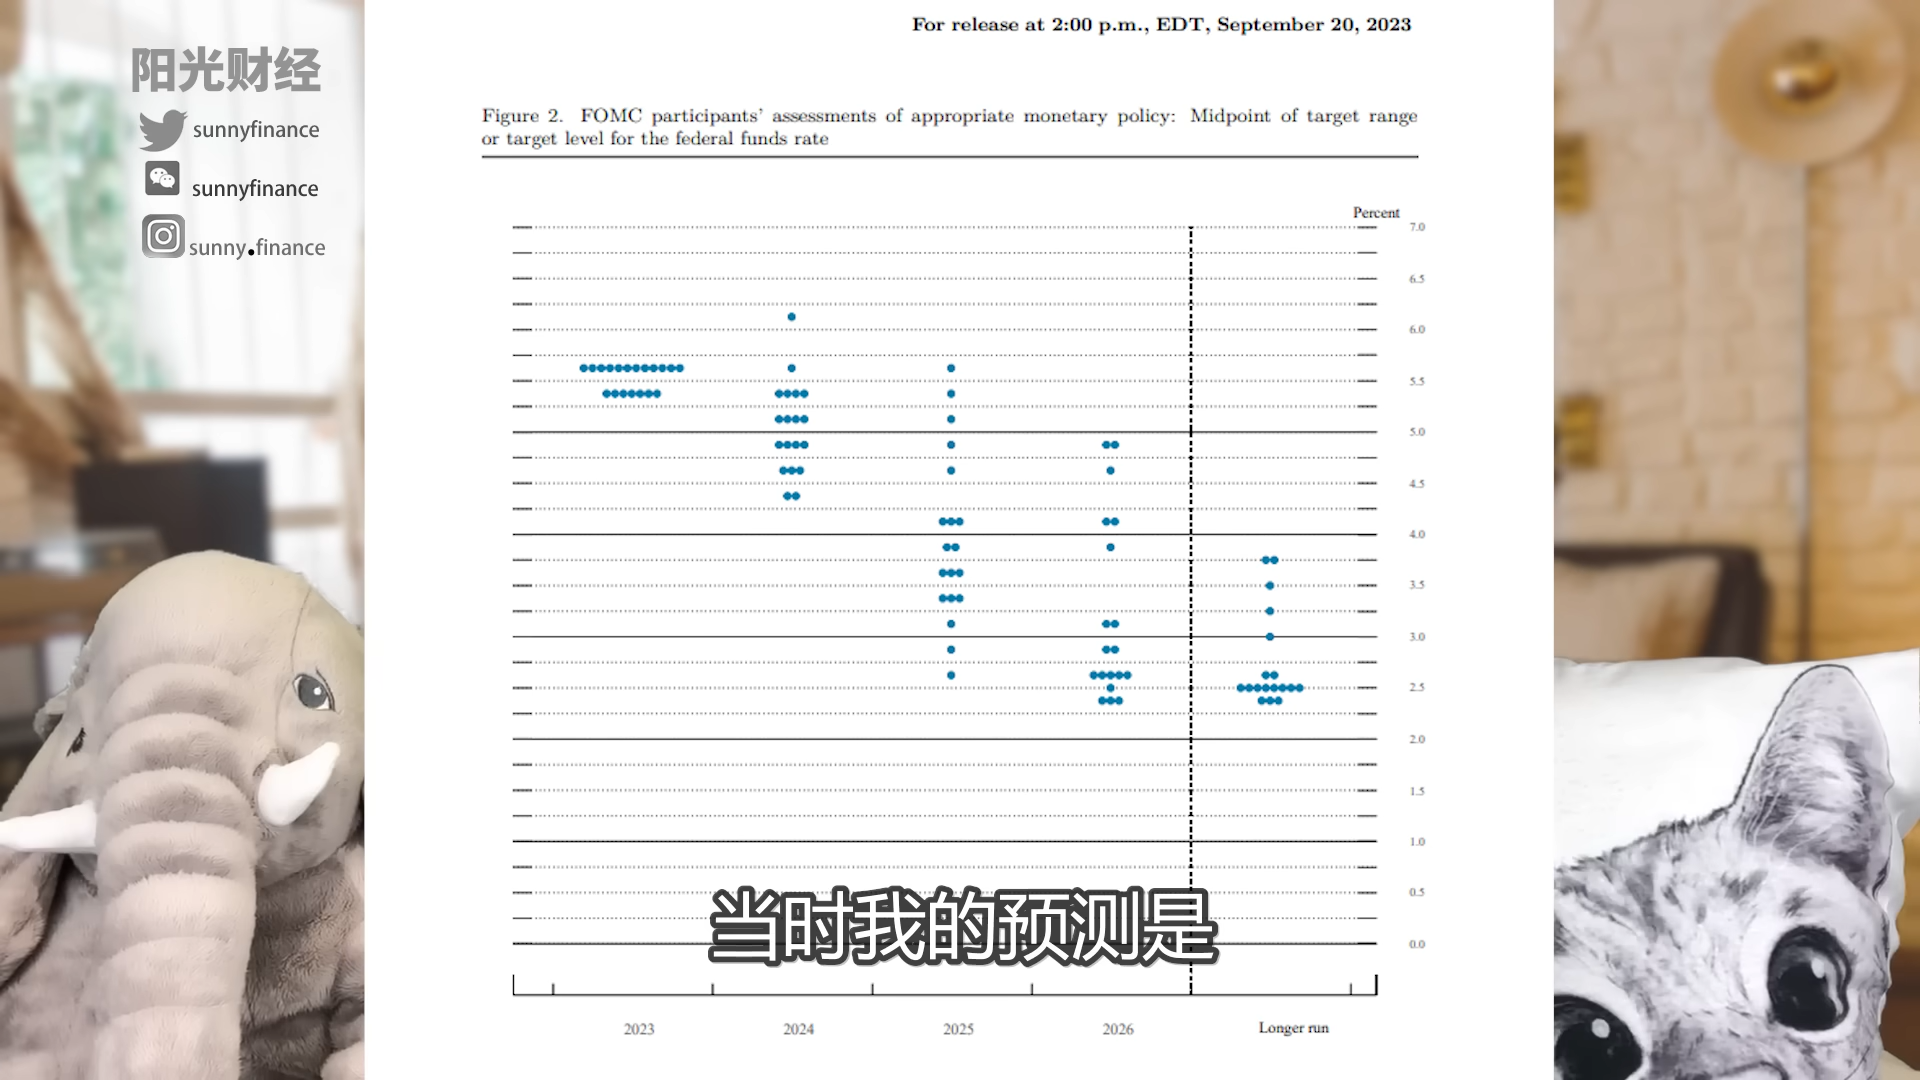 For release at 2:00 p.m., EDT, September 20, 2023
阳光财经
sunnyfinance
sunnyfinance
sunny.finance
Figure 2. FOMC participants' assessments of appropriate monetary policy: Midpoint of target range
or target level for the federal funds rate
Percent
7.0
6.5
6.0
5.5
5.0
4.5
4.0
3.5
3.0
2.5
2.0
1.5
1.0
0.5
0.0
当时我的预测是
2023 2024 2025 2026 Longer run